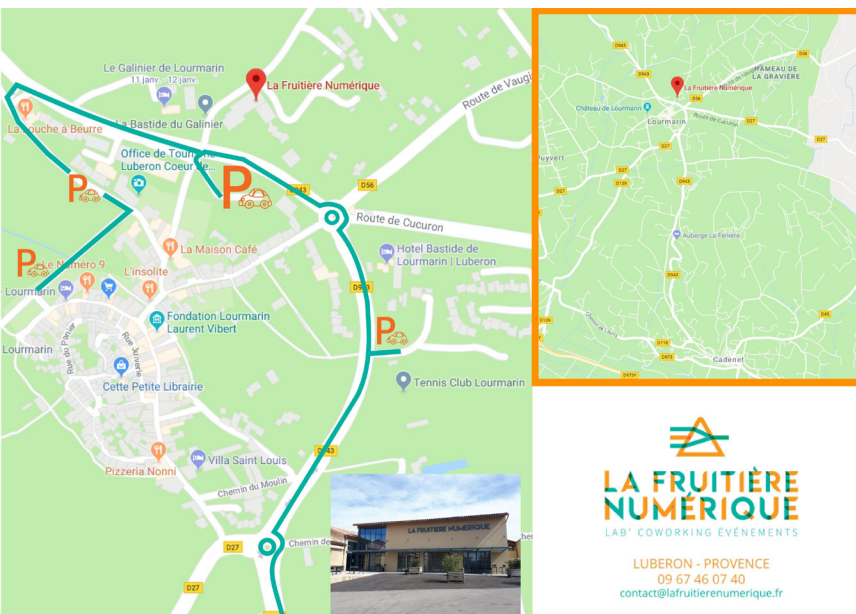 Le Galinier de Lourmarin
11 janv. - 12 janv.
La Fruitière Numérique
La Bastide du Galinier
La Louche à Beurre
Office de Tourisme
Luberon Coeur de...
P
P
P
P
D943
D56
Route de Vaugi
Route de Cucuron
La Maison Café
Hotel Bastide de
Lourmarin | Luberon
Le Numéro 9
L'insolite
Lourmarin
D943
Fondation Lourmarin
Laurent Vibert
Rue du Panier
Rue Juiverie
Lourmarin
Cette Petite Librairie
Tennis Club Lourmarin
Pizzeria Nonni
Villa Saint Louis
D943
Chemin du Moulin
D27
Chemin de
D27
LA FRUITIERE NUMERIQUE
D943
D56
HAMEAU DE
LA GRAVIÈRE
D943
La Fruitière Numérique
D56
Château de Lourmarin
Lourmarin
Route de Cucuron
D27
D27
D27
Puyvert
D27
D139
D943
Auberge La Fenière
D943
D45
D139
D118
D973
Cadenet
D973V
LA FRUITIÈRE
NUMÉRIQUE
LAB' COWORKING ÉVÉNEMENTS
LUBERON - PROVENCE
09 67 46 07 40
contact@lafruitierenumerique.fr